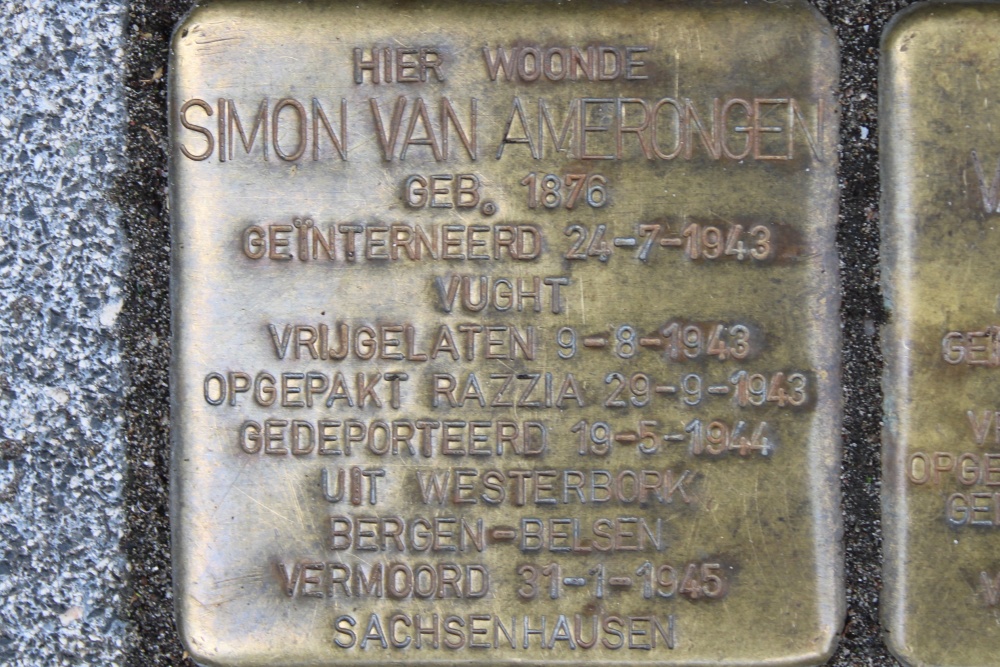 HIER WOONDE
SIMON VAN AMERONGEN
GEB. 1876
GEÏNTERNEERD 24-7-1943
VUGHT
VRIJGELATEN 9-8-1943
OPGEPAKT RAZZIA 29-9-1943
GEDEPORTEERD 19-5-1944
UIT WESTERBORK
BERGEN-BELSEN
VERMOORD 31-1-1945
SACHSENHAUSEN